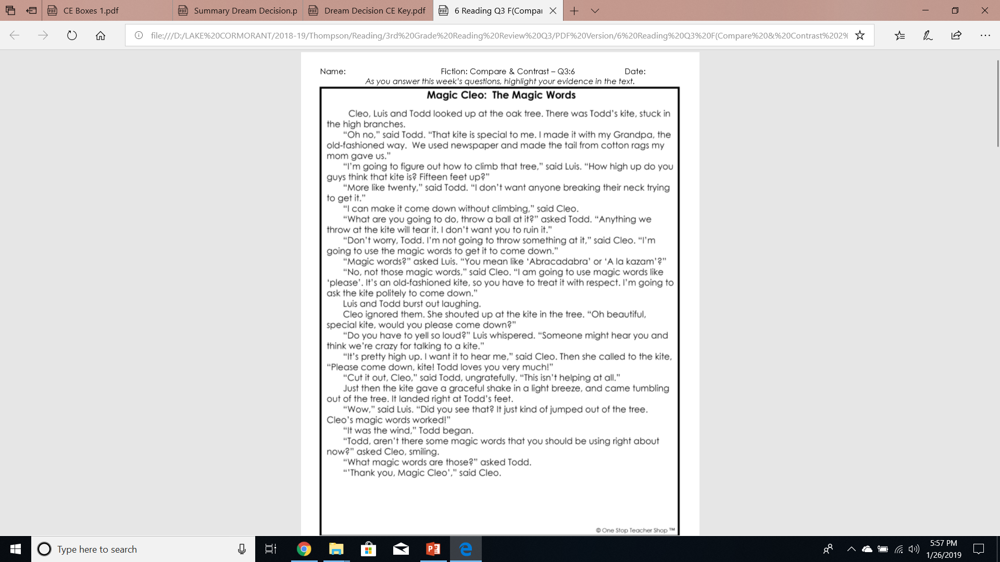 CE Boxes 1.pdf
Summary Dream Decision.p
Dream Decision CE Key.pdf
6 Reading Q3 F(Compar
file:///D:/LAKE%20CORMORANT/2018-19/Thompson/Reading/3rd%20Grade%20Reading%20Review%20Q3/PDF%20Version/6%20Reading%20Q3%20F(Compare%20&%20Contrast%202%
Name: Fiction: Compare & Contrast – Q3:6 Date:
As you answer this week's questions, highlight your evidence in the text.
Magic Cleo: The Magic Words
Cleo, Luis and Todd looked up at the oak tree. There was Todd's kite, stuck in
the high branches.
“Oh no,” said Todd. “That kite is special to me. I made it with my Grandpa, the
old-fashioned way. We used newspaper and made the tail from cotton rags my
mom gave us.”
“I'm going to figure out how to climb that tree,” said Luis. “How high up do you
guys think that kite is? Fifteen feet up?”
“More like twenty,” said Todd. “I don't want anyone breaking their neck trying
to get it.”
“I can make it come down without climbing,” said Cleo.
“What are you going to do, throw a ball at it?” asked Todd. “Anything we
throw at the kite will tear it. I don't want you to ruin it.”
“Don't worry, Todd. I'm not going to throw something at it,” said Cleo. “I'm
going to use the magic words to get it to come down.”
“Magic words?” asked Luis. “You mean like ‘Abracadabra’ or ‘A la kazam’?”
“No, not those magic words,” said Cleo. “I am going to use magic words like
‘please’. It's an old-fashioned kite, so you have to treat it with respect. I'm going to
ask the kite politely to come down.”
Luis and Todd burst out laughing.
Cleo ignored them. She shouted up at the kite in the tree. “Oh beautiful,
special kite, would you please come down?”
“Do you have to yell so loud?” Luis whispered. “Someone might hear you and
think we're crazy for talking to a kite.”
“It's pretty high up. I want it to hear me,” said Cleo. Then she called to the kite,
“Please come down, kite! Todd loves you very much!”
“Cut it out, Cleo,” said Todd, ungratefully. “This isn't helping at all.”
Just then the kite gave a graceful shake in a light breeze, and came tumbling
out of the tree. It landed right at Todd's feet.
“Wow,” said Luis. “Did you see that? It just kind of jumped out of the tree.
Cleo's magic words worked!”
“It was the wind,” Todd began.
“Todd, aren't there some magic words that you should be using right about
now?” asked Cleo, smiling.
“What magic words are those?” asked Todd.
“’Thank you, Magic Cleo’,” said Cleo.
© One Stop Teacher Shop ™
Type here to search
5:57 PM
1/26/2019